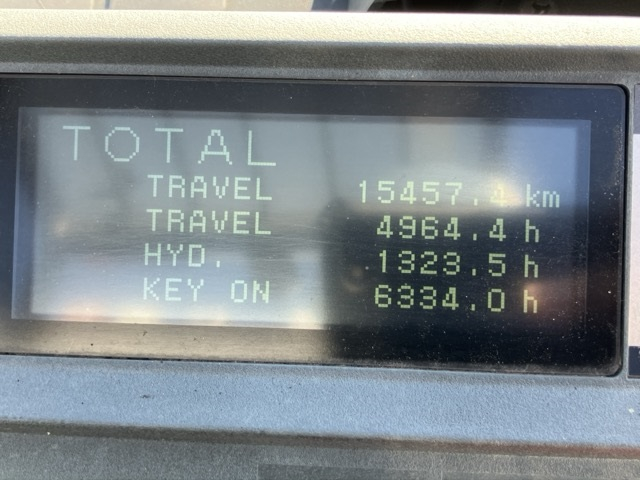 TOTAL
TRAVEL 15457.4 km
TRAVEL 4964.4 h
HYD. 1323.5 h
KEY ON 6334.0 h